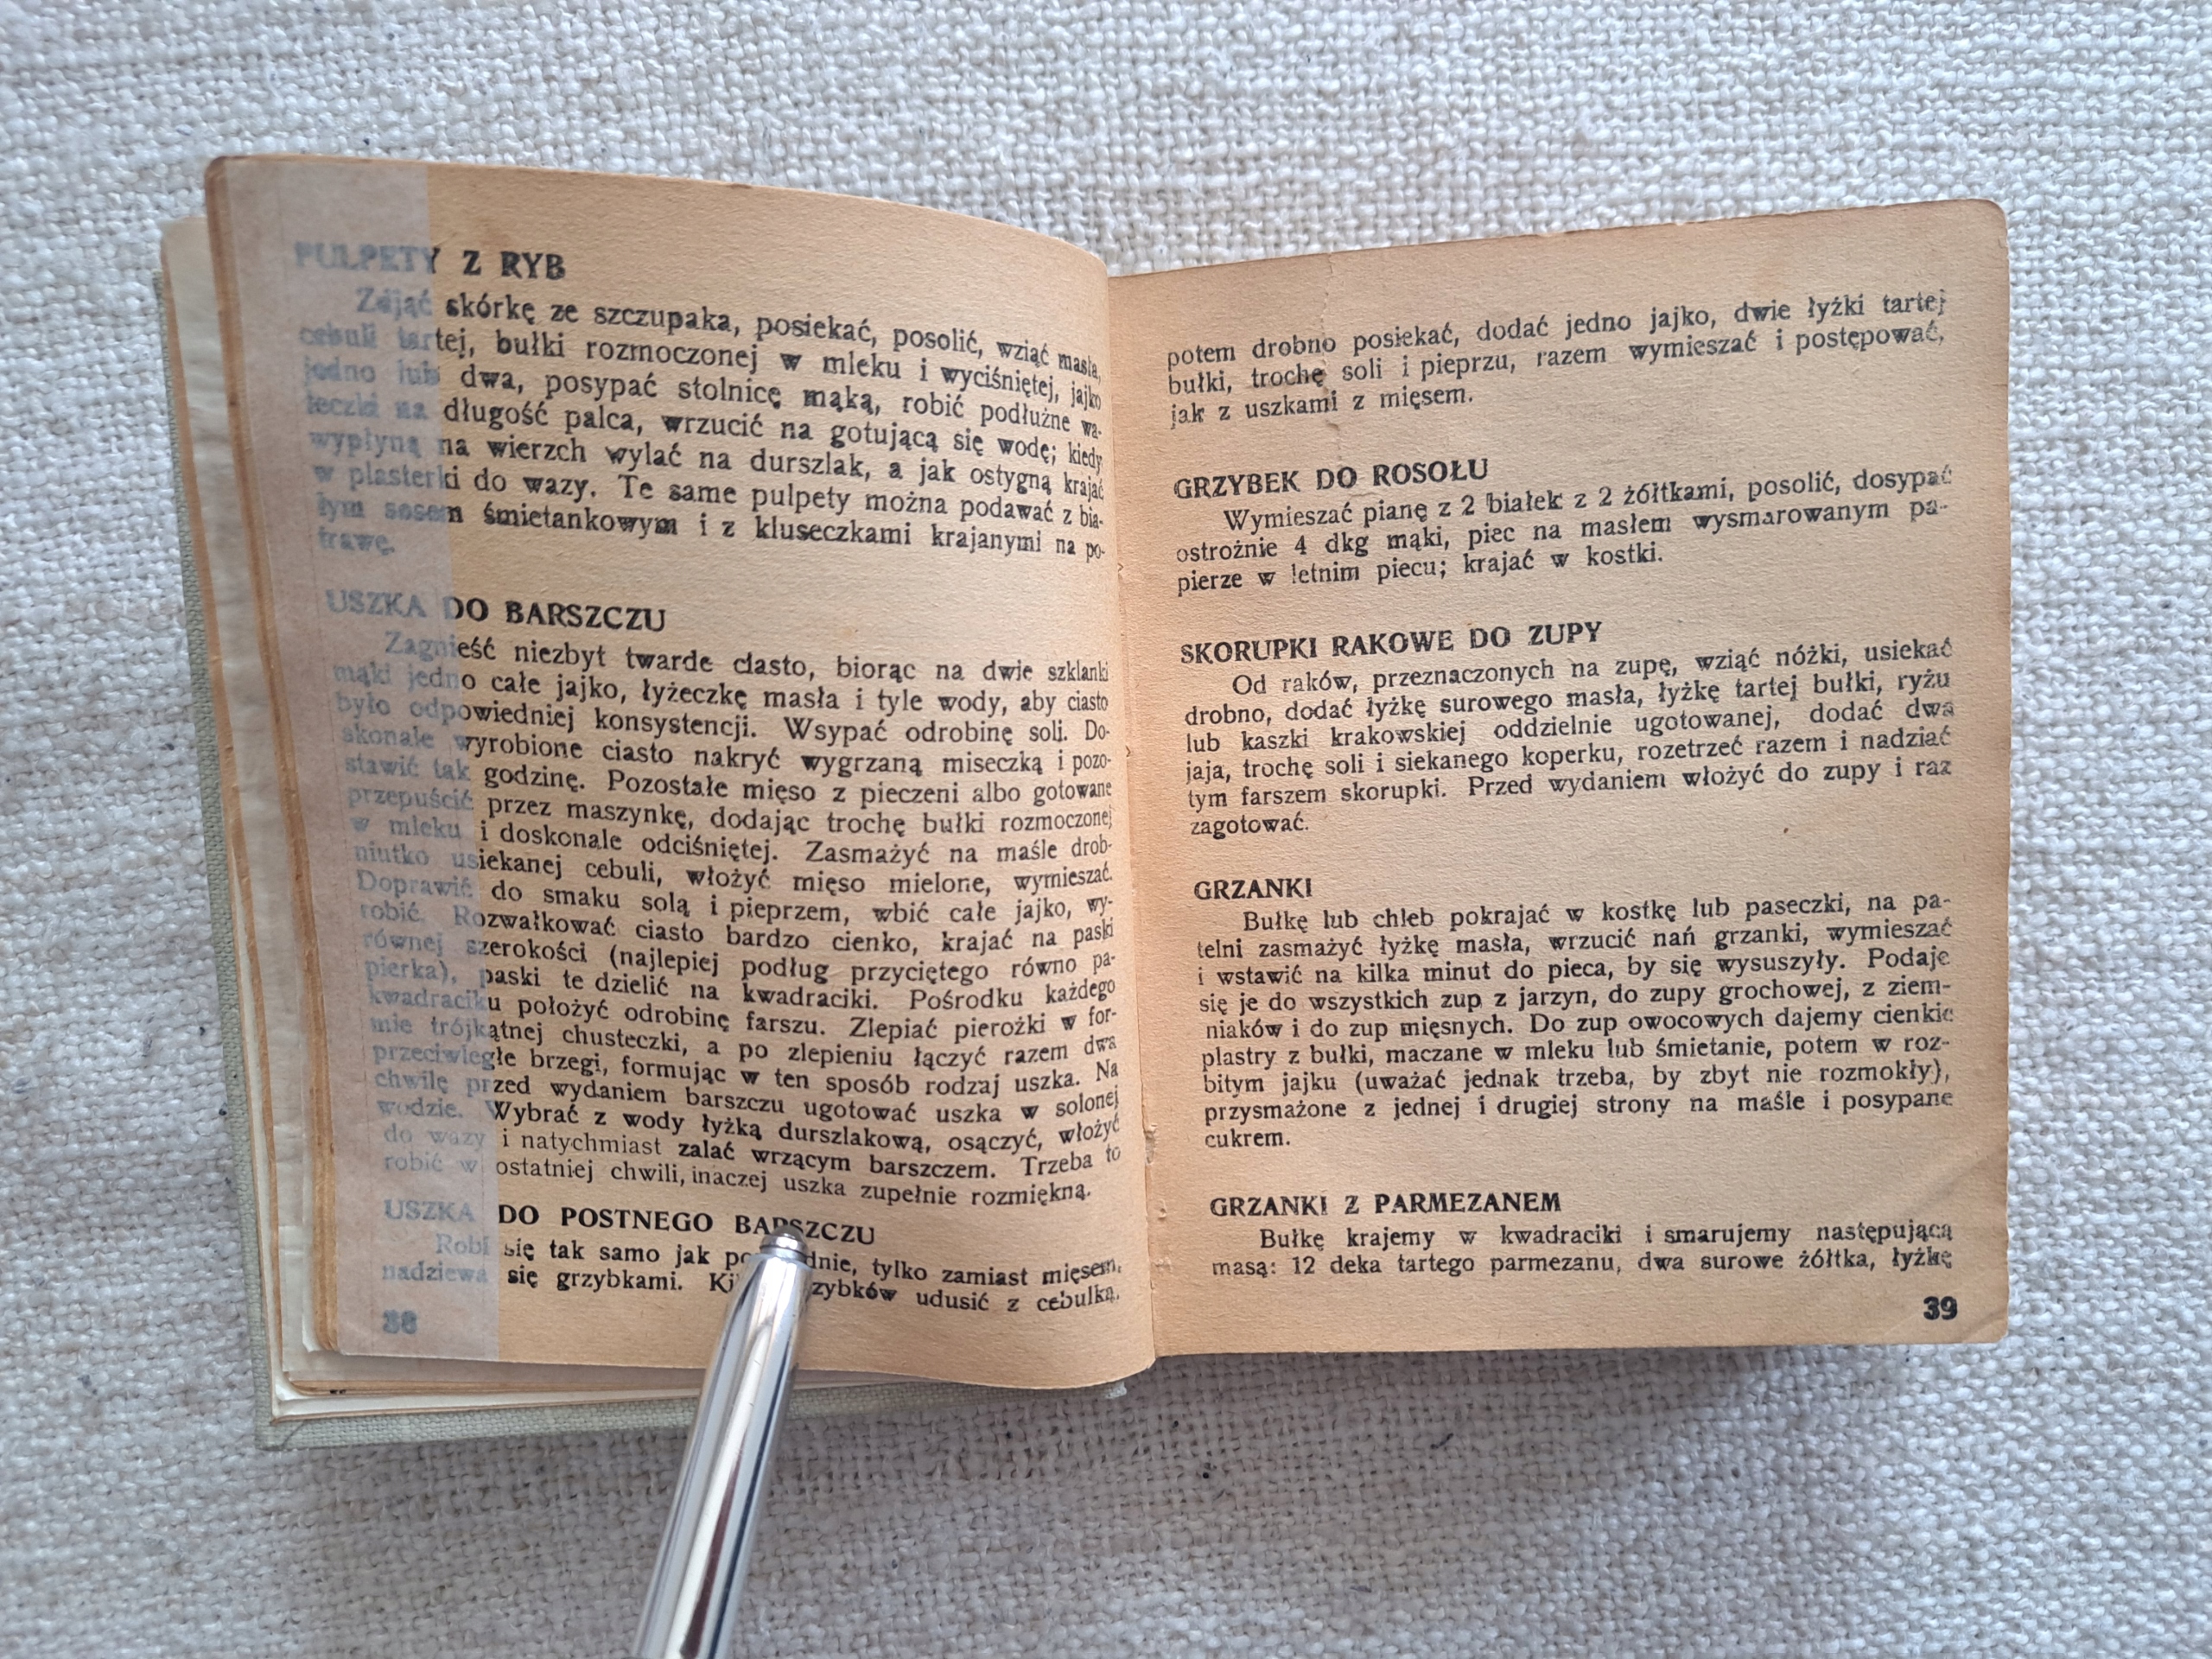 PULPETY Z RYB
Zdjąć skórkę ze szczupaka, posiekać, posolić, wziąć masła,
cebuli tartej, bułki rozmoczonej w mleku i wyciśniętej, jajko
jedno lub dwa, posypać stolnicę mąką, robić podłużne wa-
łeczki na długość palca, wrzucić na gotującą się wodę; kiedy
wypłyną na wierzch wylać na durszlak, a jak ostygną krajać
w plasterki do wazy. Te same pulpety można podawać z bia-
łym sosem śmietankowym i z kluseczkami krajanymi na po-
trawę.
USZKA DO BARSZCZU
Zagnieść niezbyt twarde ciasto, biorąc na dwie szklanki
mąki jedno całe jajko, łyżeczkę masła i tyle wody, aby ciasto
było odpowiedniej konsystencji. Wsypać odrobinę soli. Do-
skonale wyrobione ciasto nakryć wygrzaną miseczką i pozo-
stawić tak godzinę. Pozostałe mięso z pieczeni albo gotowane
przepuścić przez maszynkę, dodając trochę bułki rozmoczonej
w mleku i doskonale odciśniętej. Zasmażyć na maśle drob-
niutko usiekanej cebuli, włożyć mięso mielone, wymieszać.
Doprawić do smaku solą i pieprzem, wbić całe jajko, wy-
robić. Rozwałkować ciasto bardzo cienko, krajać na paski
równej szerokości (najlepiej podług przyciętego równo pa-
pierka), paski te dzielić na kwadraciki. Pośrodku każdego
kwadraciku położyć odrobinę farszu. Zlepiać pierożki w for-
mie trójkątnej chusteczki, a po zlepieniu łączyć razem dwa
przeciwległe brzegi, formując w ten sposób rodzaj uszka. Na
chwilę przed wydaniem barszczu ugotować uszka w solonej
wodzie. Wybrać z wody łyżką durszlakową, osączyć, włożyć
do wazy i natychmiast zalać wrzącym barszczem. Trzeba to
robić w ostatniej chwili, inaczej uszka zupełnie rozmiękną.
USZKA DO POSTNEGO BARSZCZU
Robi się tak samo jak tylko zamiast mięsem,
nadziewa się grzybkami. udusić z cebulką,
38
potem drobno posiekać, dodać jedno jajko, dwie łyżki tartej
bułki, trochę soli i pieprzu, razem wymieszać i postępować,
jak z uszkami z mięsem.
GRZYBEK DO ROSOŁU
Wymieszać pianę z 2 białek z 2 żółtkami, posolić, dosypać
ostrożnie 4 dkg mąki, piec na masłem wysmarowanym pa-
pierze w letnim piecu; krajać w kostki.
SKORUPKI RAKOWE DO ZUPY
Od raków, przeznaczonych na zupę, wziąć nóżki, usiekać
drobno, dodać łyżkę surowego masła, łyżkę tartej bułki, ryżu
lub kaszki krakowskiej oddzielnie ugotowanej, dodać dwa
jaja, trochę soli i siekanego koperku, rozetrzeć razem i nadziać
tym farszem skorupki. Przed wydaniem włożyć do zupy i raz
zagotować.
GRZANKI
Bułkę lub chleb pokrajać w kostkę lub paseczki, na pa-
telni zasmażyć łyżkę masła, wrzucić nań grzanki, wymieszać
i wstawić na kilka minut do pieca, by się wysuszyły. Podaje
się je do wszystkich zup z jarzyn, do zupy grochowej, z ziem-
niaków i do zup mięsnych. Do zup owocowych dajemy cienkie
plastry z bułki, maczane w mleku lub śmietanie, potem w roz-
bitym jajku (uważać jednak trzeba, by zbyt nie rozmokły),
przysmażone z jednej i drugiej strony na maśle i posypane
cukrem.
GRZANKI Z PARMEZANEM
Bułkę krajemy w kwadraciki i smarujemy następującą
masą: 12 deka tartego parmezanu, dwa surowe żółtka, łyżkę
39